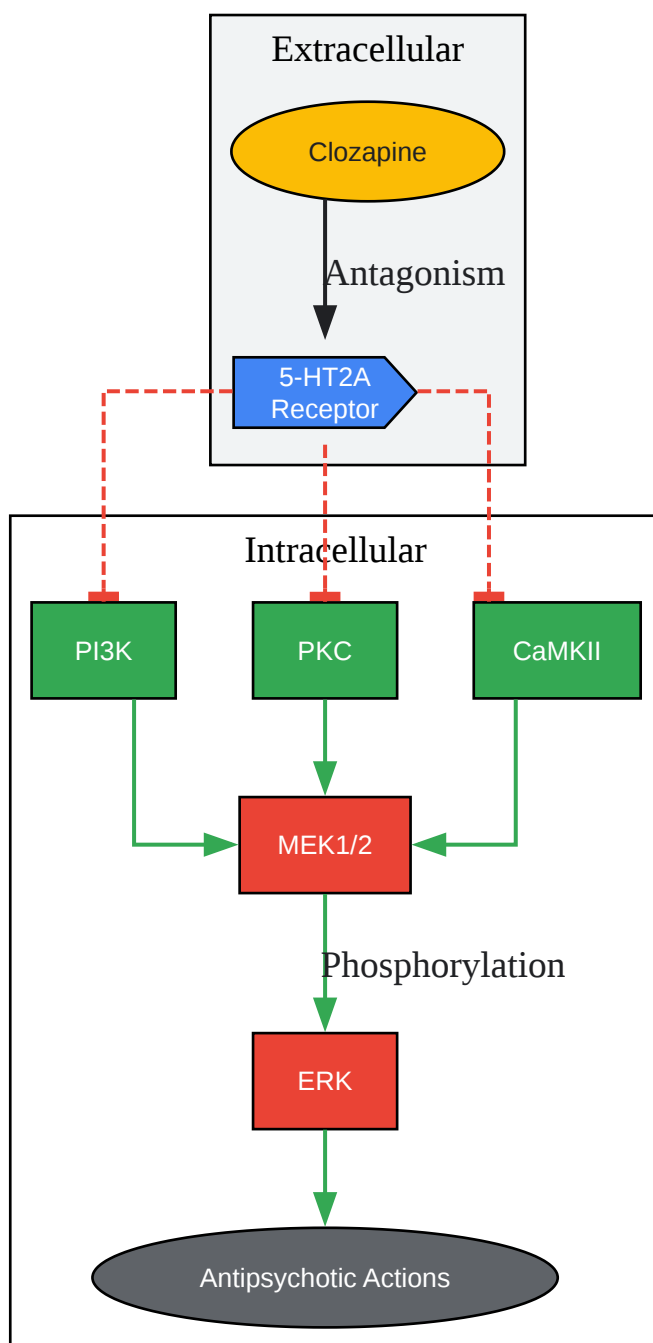 Extracellular
Clozapine
Antagonism
5-HT2A
Receptor
Intracellular
PI3K
PKC
CaMKII
MEK1/2
Phosphorylation
ERK
Antipsychotic Actions